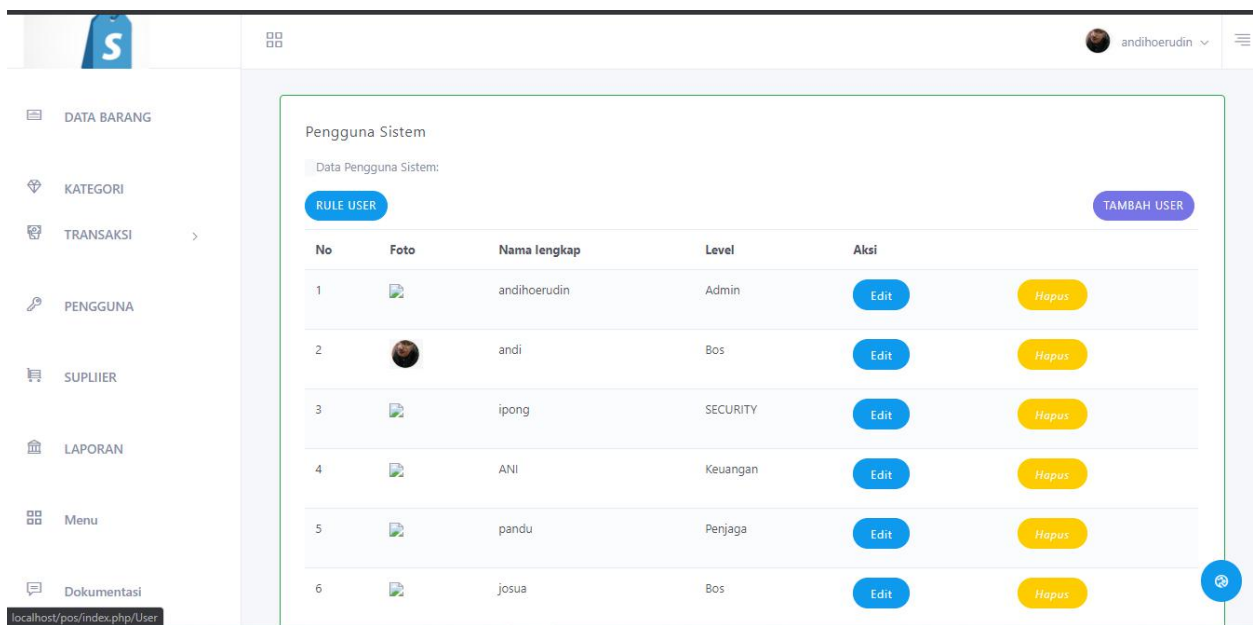 S
andihoerudin
DATA BARANG
KATEGORI
TRANSAKSI
PENGGUNA
SUPLIIER
LAPORAN
Menu
Dokumentasi
localhost/pos/index.php/User
Pengguna Sistem
Data Pengguna Sistem:
RULE USER
TAMBAH USER
No Foto Nama lengkap Level Aksi
1 andihoerudin Admin Edit Hapus
2 andi Bos Edit Hapus
3 ipong SECURITY Edit Hapus
4 ANI Keuangan Edit Hapus
5 pandu Penjaga Edit Hapus
6 josua Bos Edit Hapus